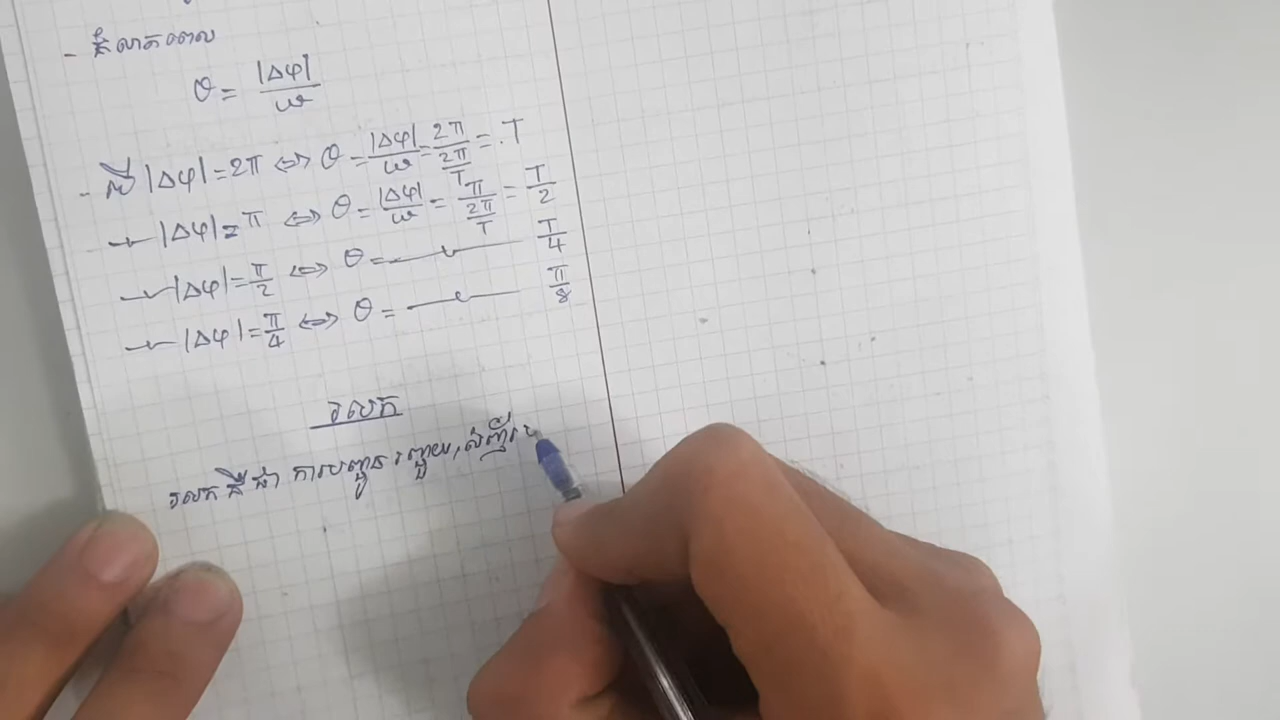 - គំលាតពេល
θ = |Δφ|/ω
- បើ |Δφ| = 2π ⇔ θ = |Δφ|/ω = 2π/(2π/T) = T
|Δφ| = π ⇔ θ = |Δφ|/ω = π/(2π/T) = T/2
|Δφ| = π/2 ⇔ θ = T/4
|Δφ| = π/4 ⇔ θ = π/8
រលក
រលក គឺ ជា ការបញ្ជូន រញ្ជួយ,